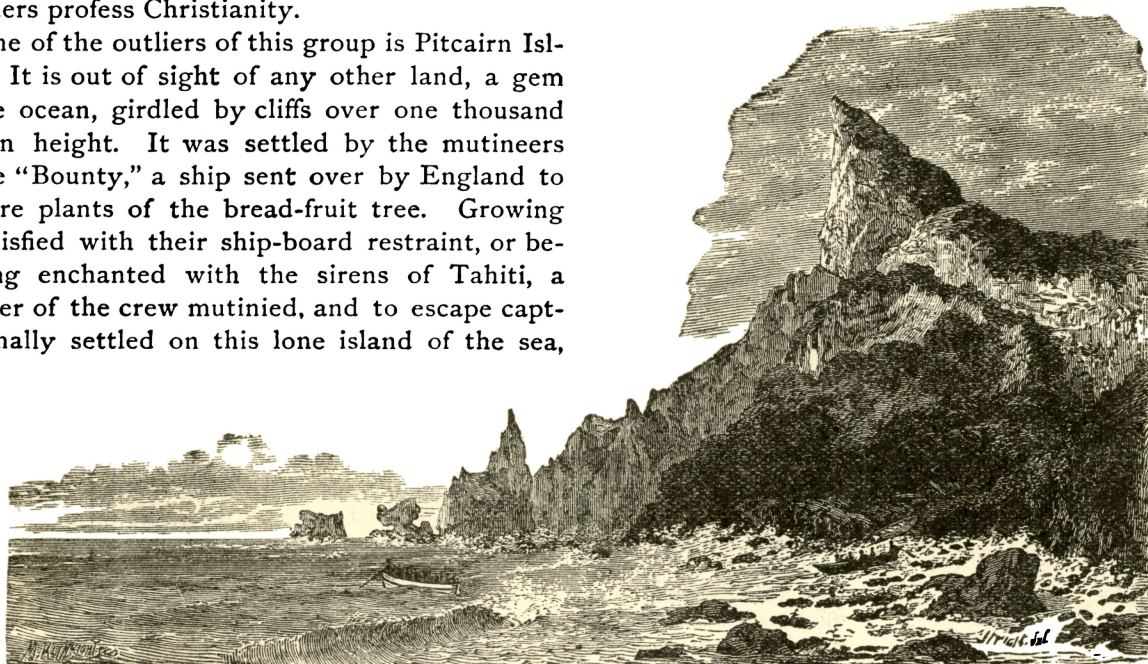 ers profess Christianity.
ne of the outliers of this group is Pitcairn Isl-
It is out of sight of any other land, a gem
e ocean, girdled by cliffs over one thousand
n height. It was settled by the mutineers
e “Bounty,” a ship sent over by England to
re plants of the bread-fruit tree. Growing
isfied with their ship-board restraint, or be-
ng enchanted with the sirens of Tahiti, a
er of the crew mutinied, and to escape capt-
nally settled on this lone island of the sea,